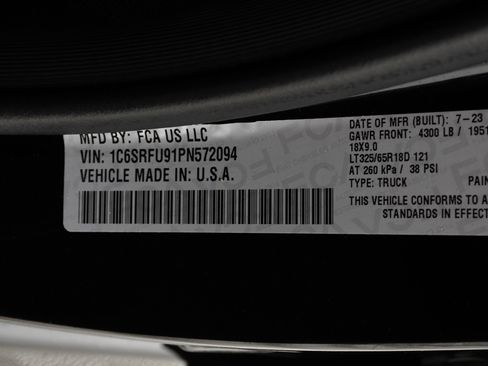 MFD BY: FCA US LLC
VIN: 1C6SRFU91PN572094
VEHICLE MADE IN: U.S.A.
DATE OF MFR (BUILT): 7-23
GAWR FRONT: 4300 LB / 1951
18X9.0
LT325/65R18D 121
AT 260 kPa / 38 PSI
TYPE: TRUCK PAIN
THIS VEHICLE CONFORMS TO A
STANDARDS IN EFFECT